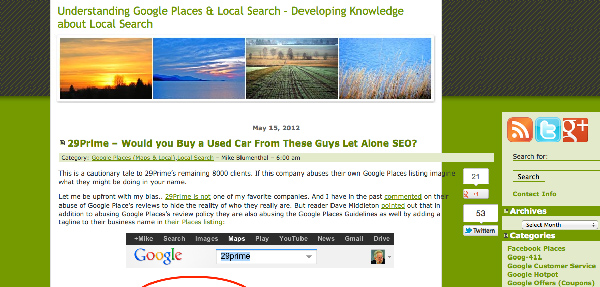 Understanding Google Places & Local Search – Developing Knowledge
about Local Search
May 15, 2012
29Prime – Would you Buy a Used Car From These Guys Let Alone SEO?
Category: Google Places (Maps & Local),Local Search – Mike Blumenthal – 6:00 am
This is a cautionary tale to 29Prime's remaining 8000 clients. If this company abuses their own Google Places listing imagine
what they might be doing in your name.
Let me be upfront with my bias.. 29Prime is not one of my favorite companies. And I have in the past commented on their
abuse of Google Place's reviews to hide the reality of who they really are. But reader Dave Middleton pointed out that in
addition to abusing Google Places's review policy they are also abusing the Google Places Guidelines as well by adding a
tagline to their business name in their Places listing:
+Mike Search Images Maps Play YouTube News Gmail Drive
Google 29prime
21
+1
53
Twittern
g+
Search for:
Search
Contact Info
Archives
Select Month
Categories
Facebook Places
Goog-411
Google Customer Service
Google Hotpot
Google Offers (Coupons)